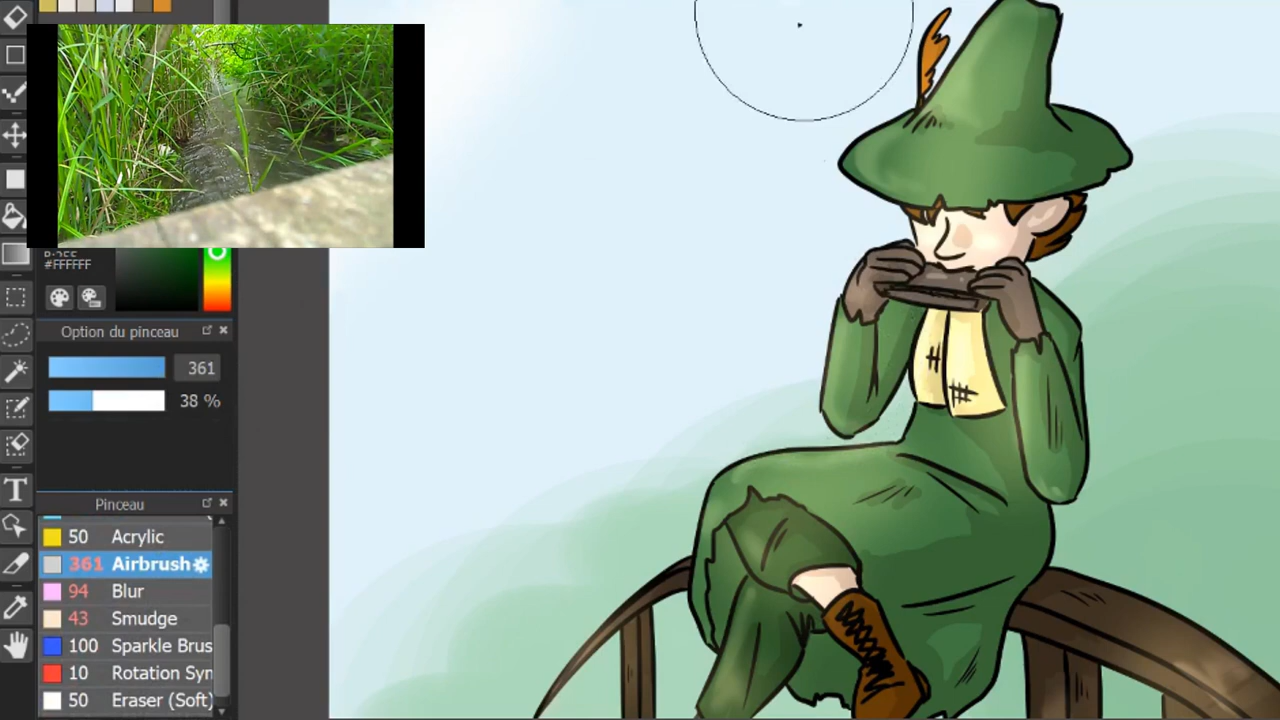 #FFFFFF
Option du pinceau
361
38 %
Pinceau
50 Acrylic
361 Airbrush
94 Blur
43 Smudge
100 Sparkle Brus
10 Rotation Syn
50 Eraser (Soft)
T